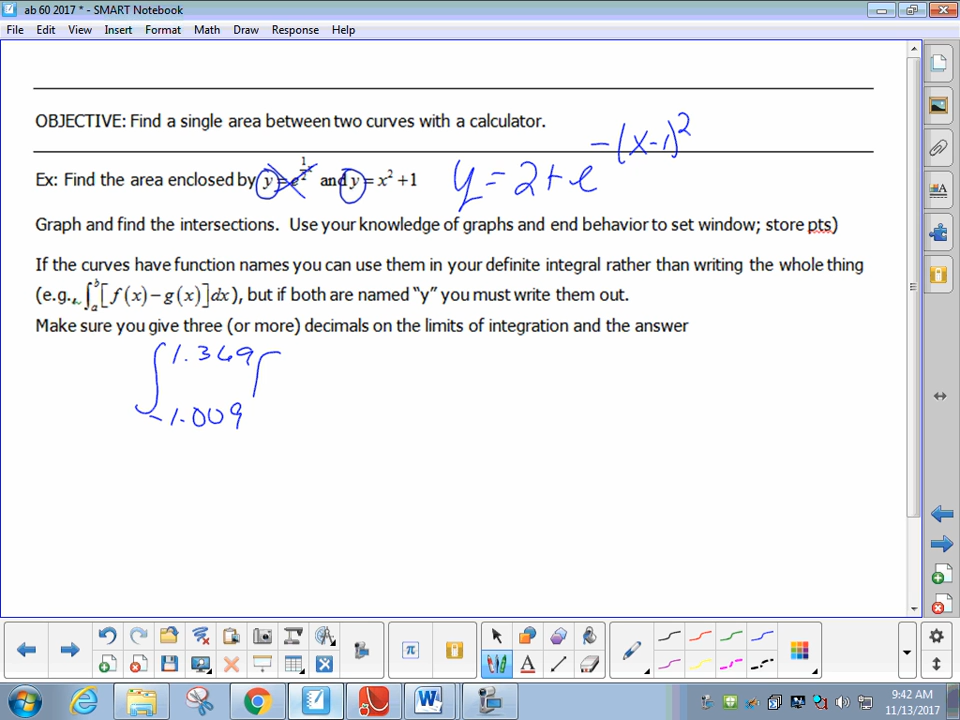 ab 60 2017 * - SMART Notebook
File Edit View Insert Format Math Draw Response Help
OBJECTIVE: Find a single area between two curves with a calculator.
Ex: Find the area enclosed by y = e^(1/2 x) and y = x² + 1 y = 2 + e^(-(x-1)²)
Graph and find the intersections. Use your knowledge of graphs and end behavior to set window; store pts)
If the curves have function names you can use them in your definite integral rather than writing the whole thing
(e.g., ∫_a^b [f(x) − g(x)]dx), but if both are named “y” you must write them out.
Make sure you give three (or more) decimals on the limits of integration and the answer
∫ 1.369 [
-1.009
9:42 AM
11/13/2017